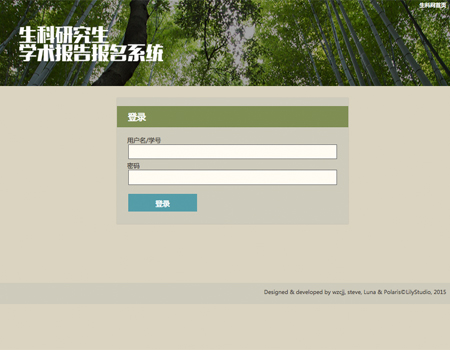 生科网首页
生科研究生
学术报告报名系统
登录
用户名/学号
密码
登录
Designed & developed by wzcjj, steve, Luna & Polaris©LilyStudio, 2015